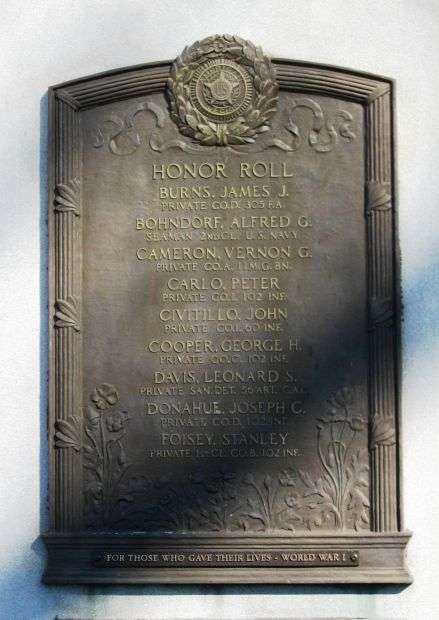 HONOR ROLL
BURNS, JAMES J.
PRIVATE CO.D. 305 F.A.
BOHNDORF, ALFRED G.
SEAMAN 2ND CL. U.S. NAVY
CAMERON, VERNON G.
PRIVATE CO.A. 11 M.G. BN.
CARLO, PETER
PRIVATE CO.L. 102 INF.
CIVITILLO, JOHN
PRIVATE CO.I. 60 INF.
COOPER, GEORGE H.
PRIVATE CO.C. 102 INF.
DAVIS, LEONARD S.
PRIVATE SAN. DET. 56 ART. C.A.C.
DONAHUE, JOSEPH C.
PRIVATE CO.D. 102 INF.
FOISEY, STANLEY
PRIVATE 1ST CL. CO.B. 102 INF.
FOR THOSE WHO GAVE THEIR LIVES - WORLD WAR I